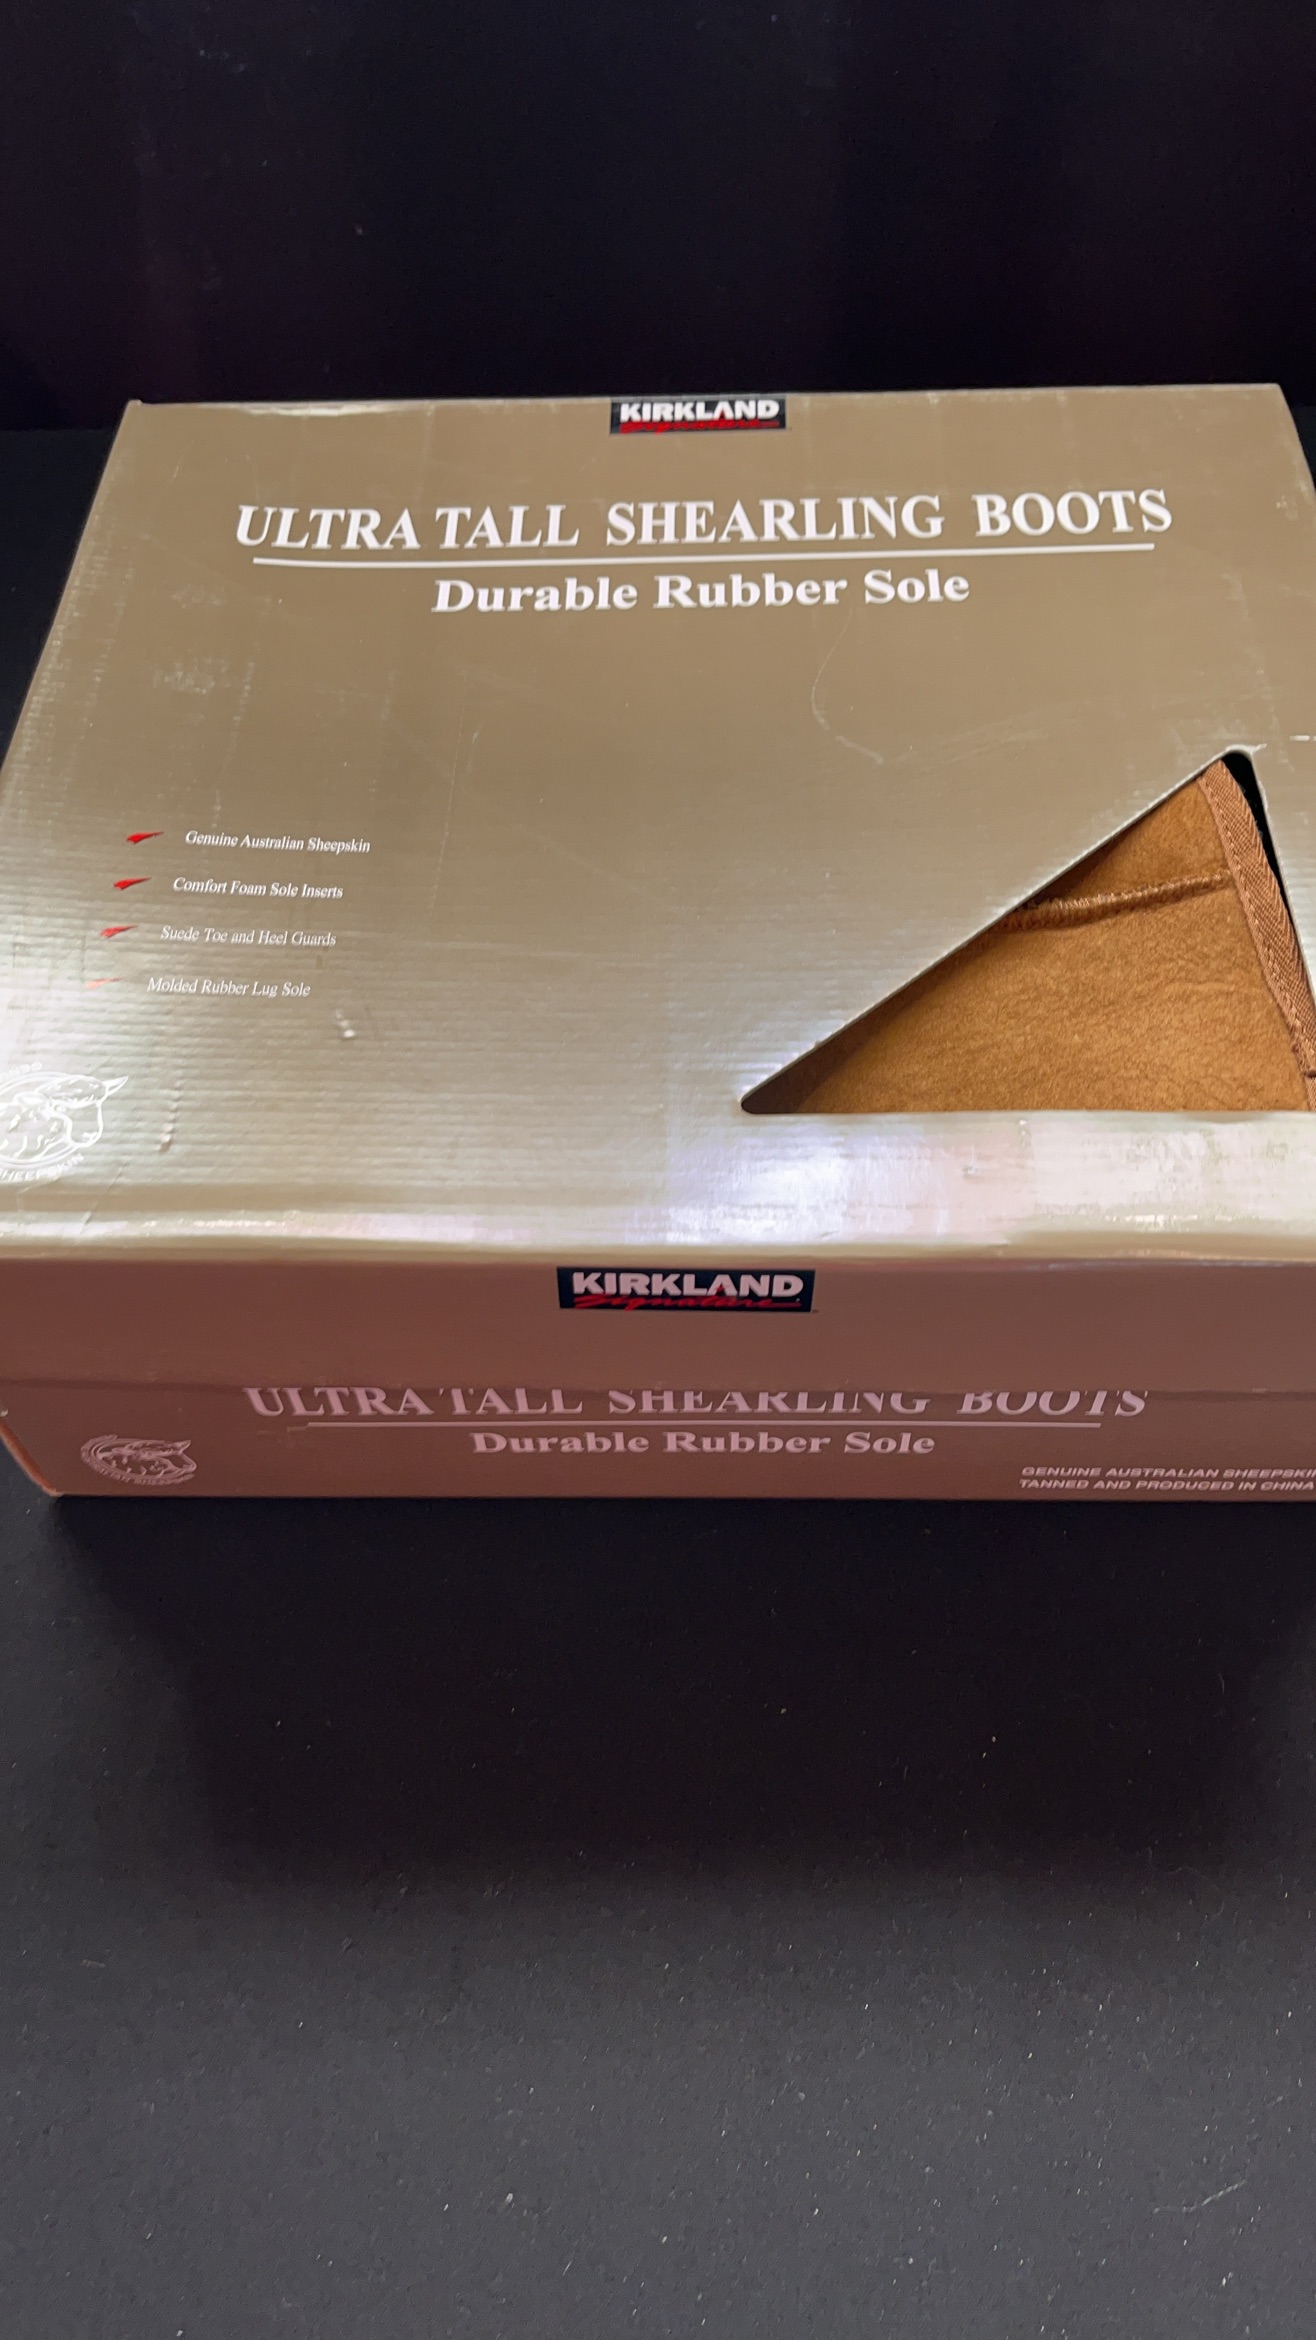 KIRKLAND
Signature
ULTRA TALL SHEARLING BOOTS
Durable Rubber Sole
Genuine Australian Sheepskin
Comfort Foam Sole Inserts
Suede Toe and Heel Guards
Molded Rubber Lug Sole
KIRKLAND
Signature
ULTRA TALL SHEARLING BOOTS
Durable Rubber Sole
GENUINE AUSTRALIAN
TANNED AND PRODUCED IN CHINA